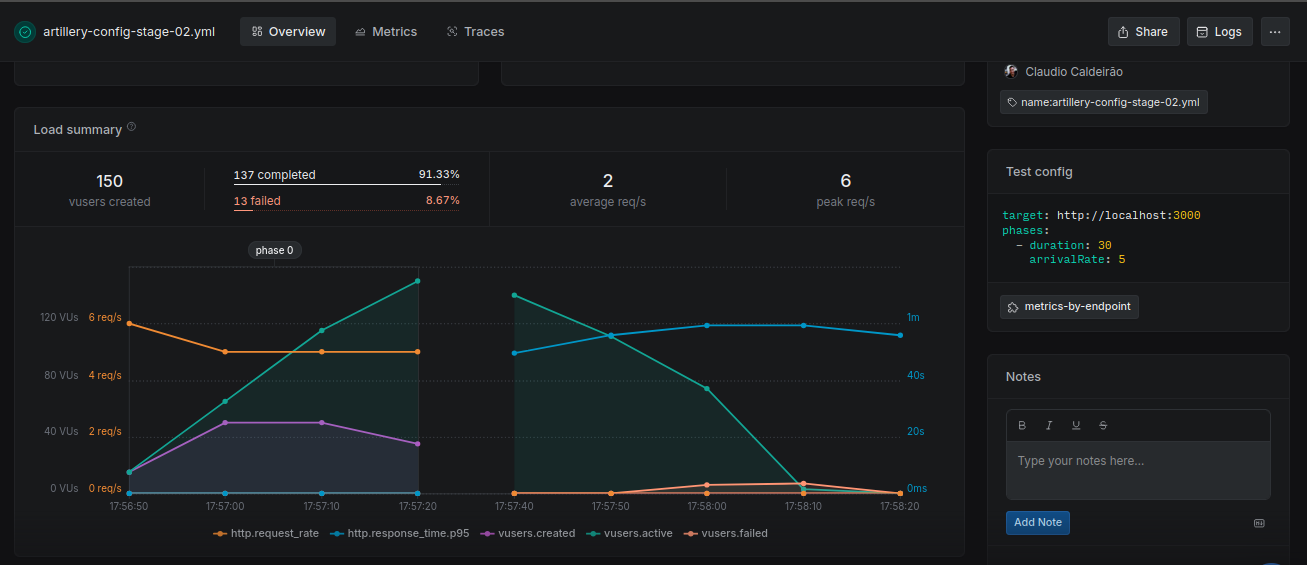 artillery-config-stage-02.yml Overview Metrics Traces Share Logs ...
Claudio Caldeirão
name:artillery-config-stage-02.yml
Load summary
150
vusers created
137 completed 91.33%
13 failed 8.67%
2
average req/s
6
peak req/s
phase 0
120 VUs 6 req/s 1m
80 VUs 4 req/s 40s
40 VUs 2 req/s 20s
0 VUs 0 req/s 0ms
17:56:50 17:57:00 17:57:10 17:57:20 17:57:40 17:57:50 17:58:00 17:58:10 17:58:20
http.request_rate http.response_time.p95 vusers.created vusers.active vusers.failed
Test config
target: http://localhost:3000
phases:
- duration: 30
arrivalRate: 5
metrics-by-endpoint
Notes
B I U S
Type your notes here...
Add Note